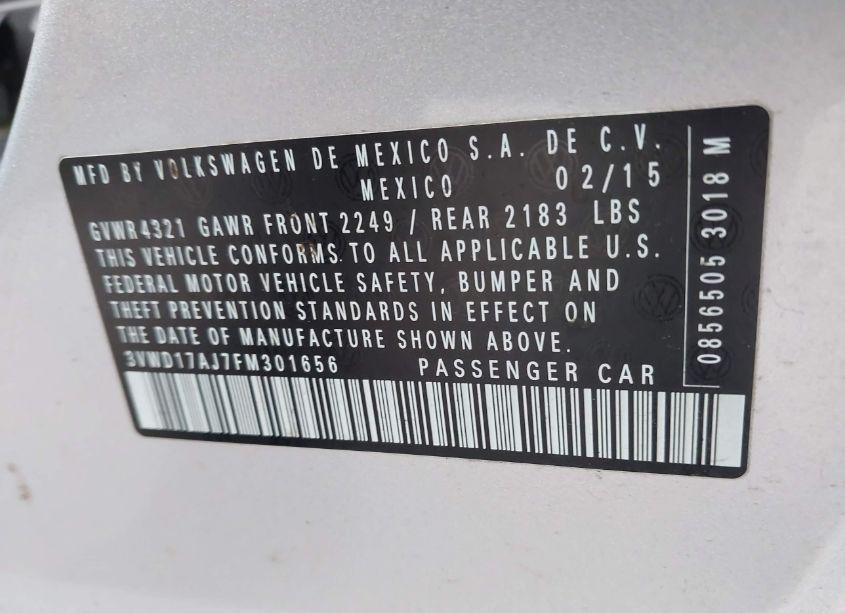 MFD BY VOLKSWAGEN DE MEXICO S.A. DE C.V.
MEXICO 02/15
GVWR4321 GAWR FRONT 2249 / REAR 2183 LBS
THIS VEHICLE CONFORMS TO ALL APPLICABLE U.S.
FEDERAL MOTOR VEHICLE SAFETY, BUMPER AND
THEFT PREVENTION STANDARDS IN EFFECT ON
THE DATE OF MANUFACTURE SHOWN ABOVE.
3VWD17AJ7FM301656 PASSENGER CAR
0856505 3018 M